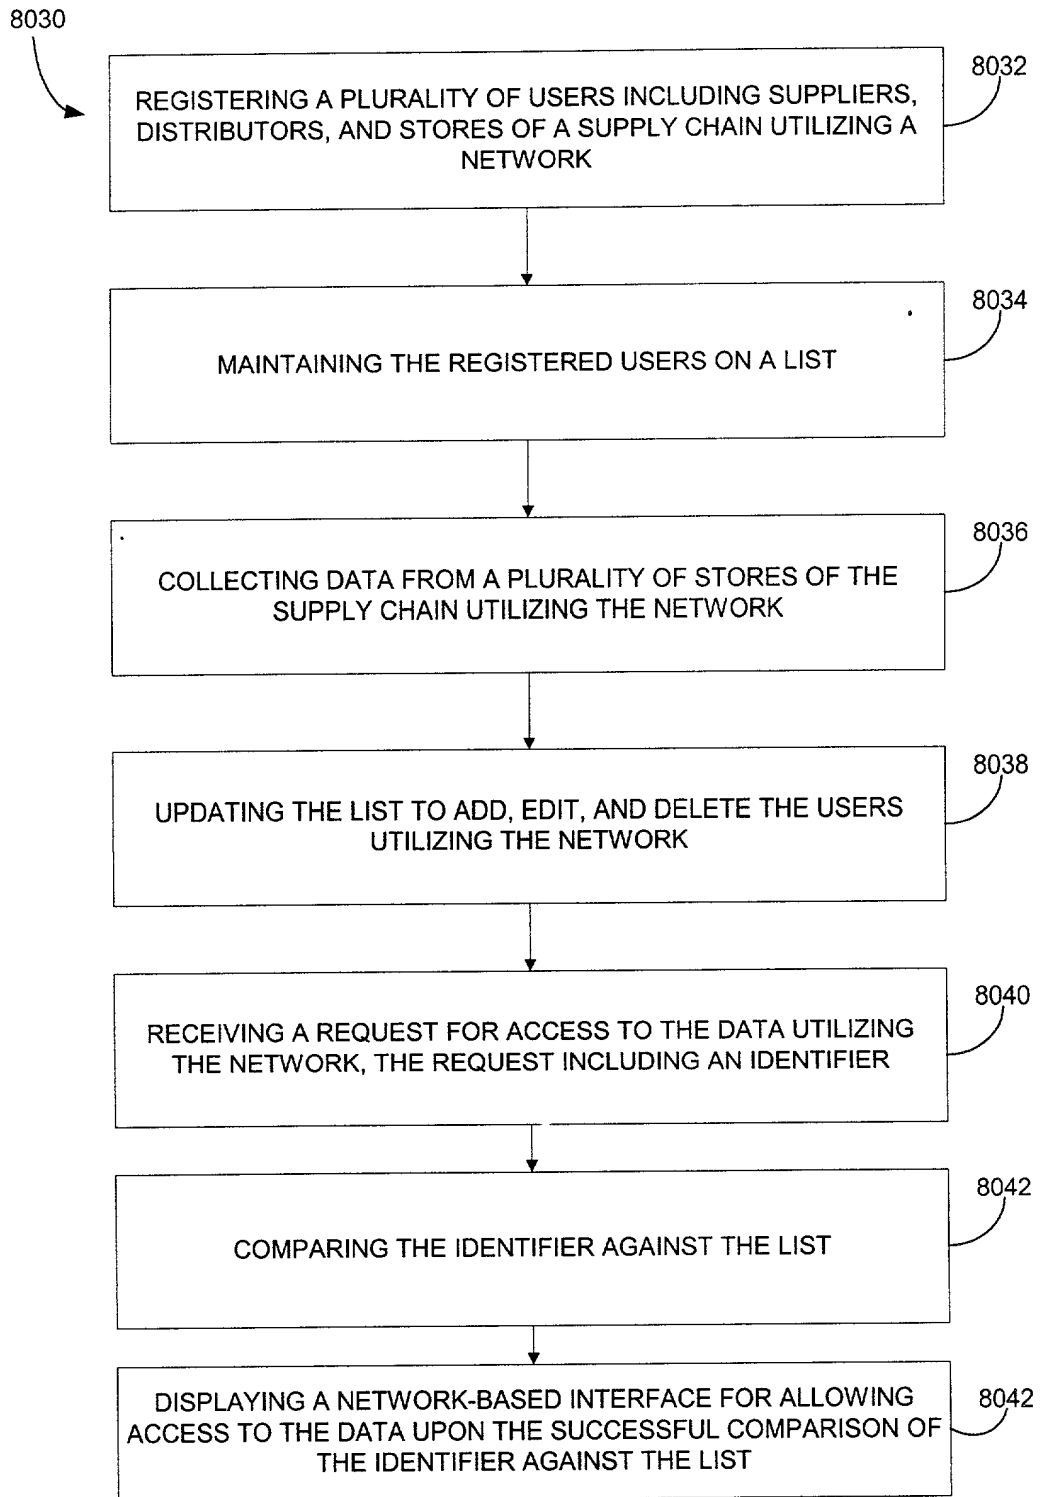 8030
8032
REGISTERING A PLURALITY OF USERS INCLUDING SUPPLIERS,
DISTRIBUTORS, AND STORES OF A SUPPLY CHAIN UTILIZING A
NETWORK
8034
MAINTAINING THE REGISTERED USERS ON A LIST
8036
COLLECTING DATA FROM A PLURALITY OF STORES OF THE
SUPPLY CHAIN UTILIZING THE NETWORK
8038
UPDATING THE LIST TO ADD, EDIT, AND DELETE THE USERS
UTILIZING THE NETWORK
8040
RECEIVING A REQUEST FOR ACCESS TO THE DATA UTILIZING
THE NETWORK, THE REQUEST INCLUDING AN IDENTIFIER
8042
COMPARING THE IDENTIFIER AGAINST THE LIST
8042
DISPLAYING A NETWORK-BASED INTERFACE FOR ALLOWING
ACCESS TO THE DATA UPON THE SUCCESSFUL COMPARISON OF
THE IDENTIFIER AGAINST THE LIST